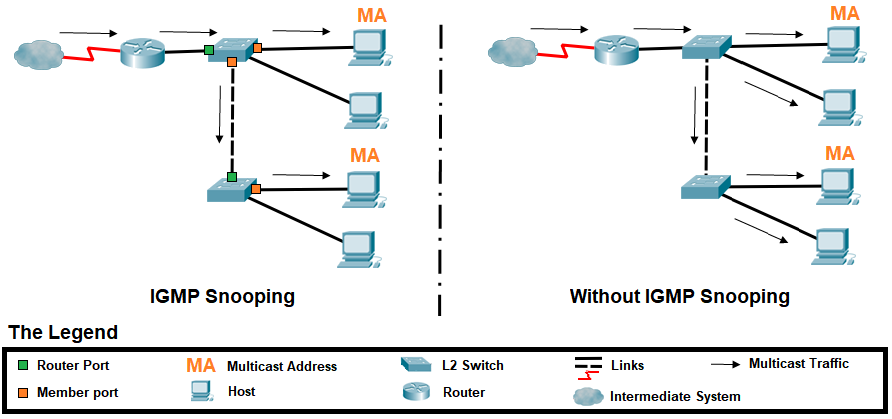 MA
MA
MA
MA
IGMP Snooping
Without IGMP Snooping
The Legend
Router Port
MA
Multicast Address
L2 Switch
Links
Multicast Traffic
Member port
Host
Router
Intermediate System